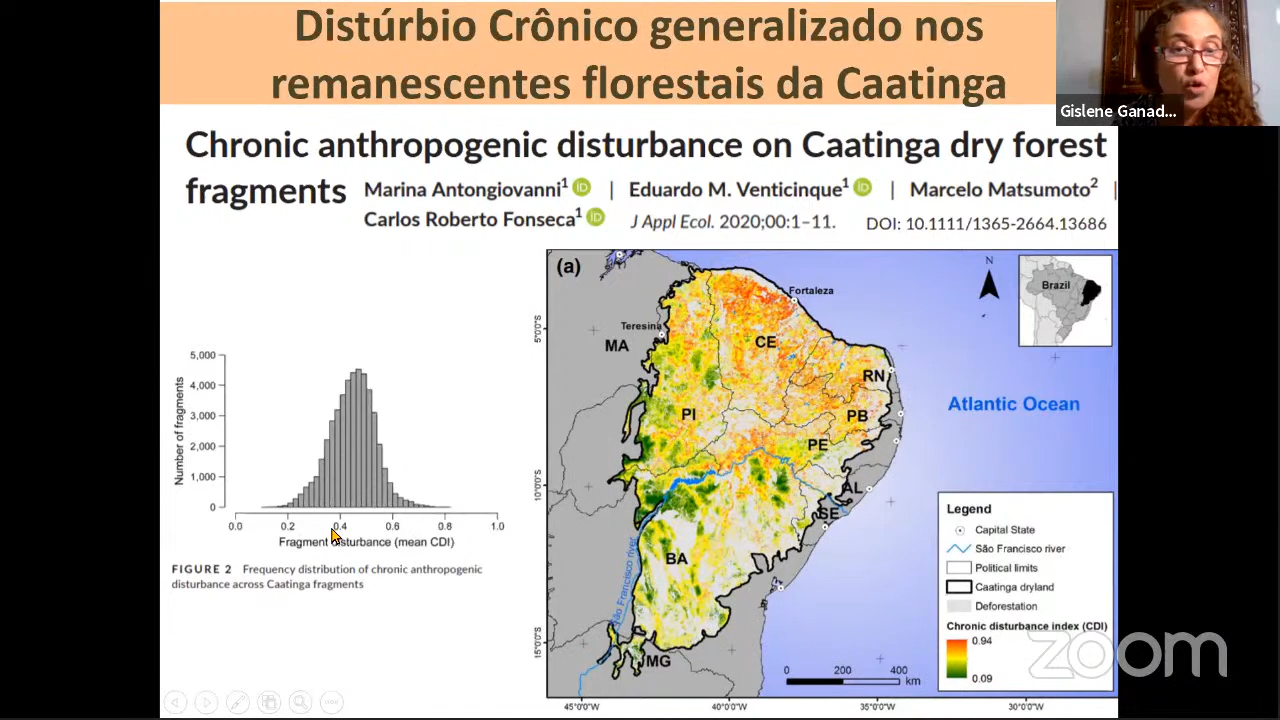 Distúrbio Crônico generalizado nos
remanescentes florestais da Caatinga
Gislene Ganad...
Chronic anthropogenic disturbance on Caatinga dry forest
fragments
Marina Antongiovanni¹ iD | Eduardo M. Venticinque¹ iD | Marcelo Matsumoto² |
Carlos Roberto Fonseca¹ iD
J Appl Ecol. 2020;00:1–11.
DOI: 10.1111/1365-2664.13686
5,000
4,000
3,000
2,000
1,000
0
Number of fragments
0.0 0.2 0.4 0.6 0.8 1.0
Fragment disturbance (mean CDI)
FIGURE 2 Frequency distribution of chronic anthropogenic
disturbance across Caatinga fragments
(a)
N
Brazil
Fortaleza
Teresina
MA
CE
RN
PI
PB
PE
AL
SE
BA
MG
São Francisco river
Atlantic Ocean
5°0'0"S
10°0'0"S
15°0'0"S
45°0'0"W 40°0'0"W 35°0'0"W 30°0'0"W
0 200 400
km
Legend
Capital State
São Francisco river
Political limits
Caatinga dryland
Deforestation
Chronic disturbance index (CDI)
0.94
0.09
zoom